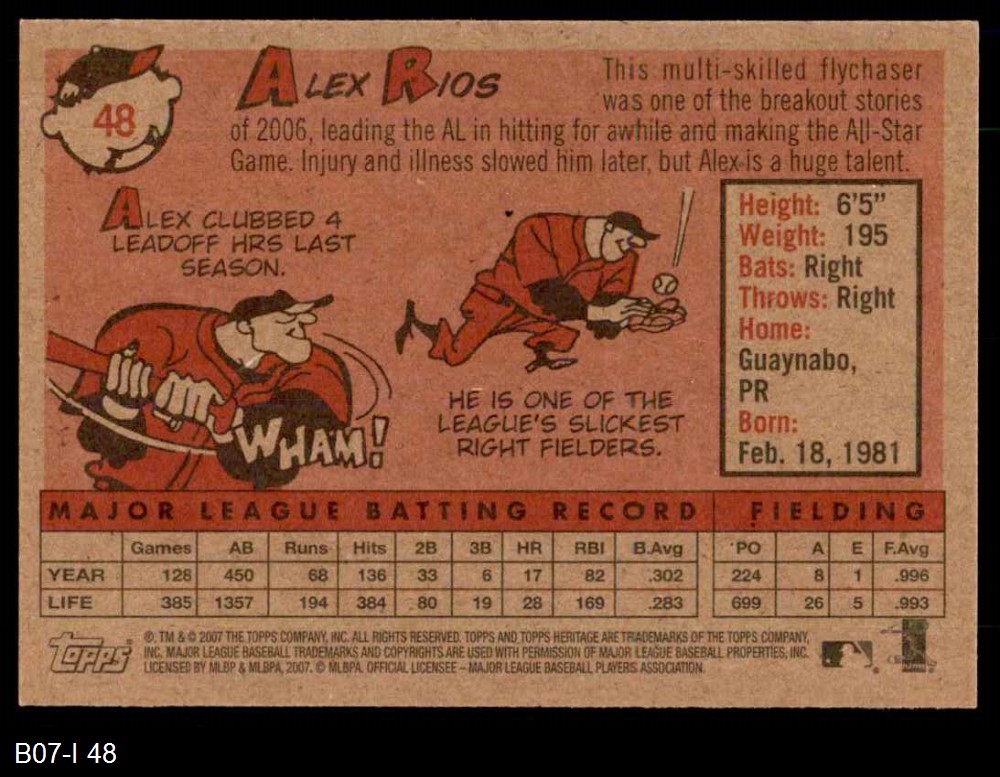 48
ALEX RIOS
This multi-skilled flychaser
was one of the breakout stories
of 2006, leading the AL in hitting for awhile and making the All-Star
Game. Injury and illness slowed him later, but Alex is a huge talent.
ALEX CLUBBED 4
LEADOFF HRS LAST
SEASON.
WHAM!
HE IS ONE OF THE
LEAGUE'S SLICKEST
RIGHT FIELDERS.
Height: 6'5"
Weight: 195
Bats: Right
Throws: Right
Home:
Guaynabo,
PR
Born:
Feb. 18, 1981
MAJOR LEAGUE BATTING RECORD FIELDING
Games AB Runs Hits 2B 3B HR RBI B.Avg PO A E F.Avg
YEAR 128 450 68 136 33 6 17 82 .302 224 8 1 .996
LIFE 385 1357 194 384 80 19 28 169 .283 699 26 5 .993
TOPPS
®, TM & © 2007 THE TOPPS COMPANY, INC. ALL RIGHTS RESERVED. TOPPS AND TOPPS HERITAGE ARE TRADEMARKS OF THE TOPPS COMPANY,
INC. MAJOR LEAGUE BASEBALL TRADEMARKS AND COPYRIGHTS ARE USED WITH PERMISSION OF MAJOR LEAGUE BASEBALL PROPERTIES, INC.
LICENSED BY MLBP & MLBPA, 2007. © MLBPA. OFFICIAL LICENSEE – MAJOR LEAGUE BASEBALL PLAYERS ASSOCIATION.
B07-I 48